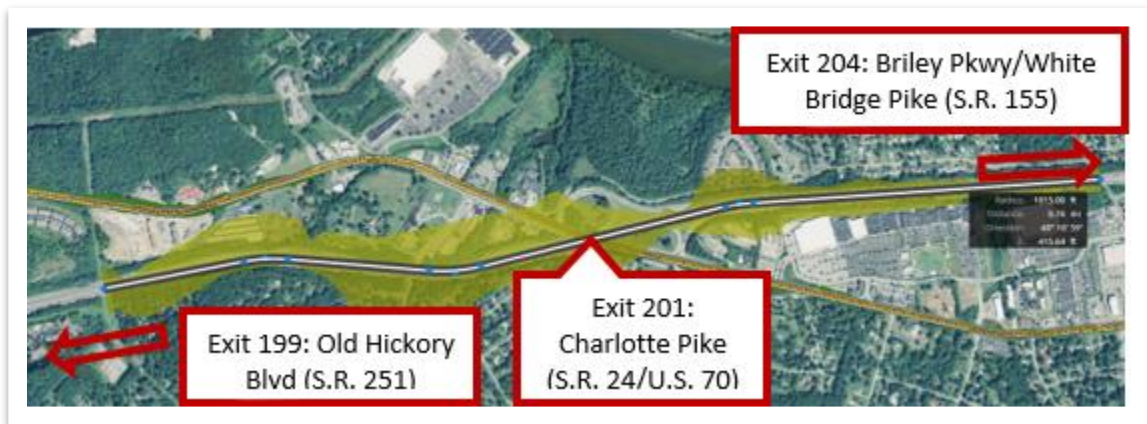 Exit 204: Briley Pkwy/White
Bridge Pike (S.R. 155)
Exit 199: Old Hickory
Blvd (S.R. 251)
Exit 201:
Charlotte Pike
(S.R. 24/U.S. 70)